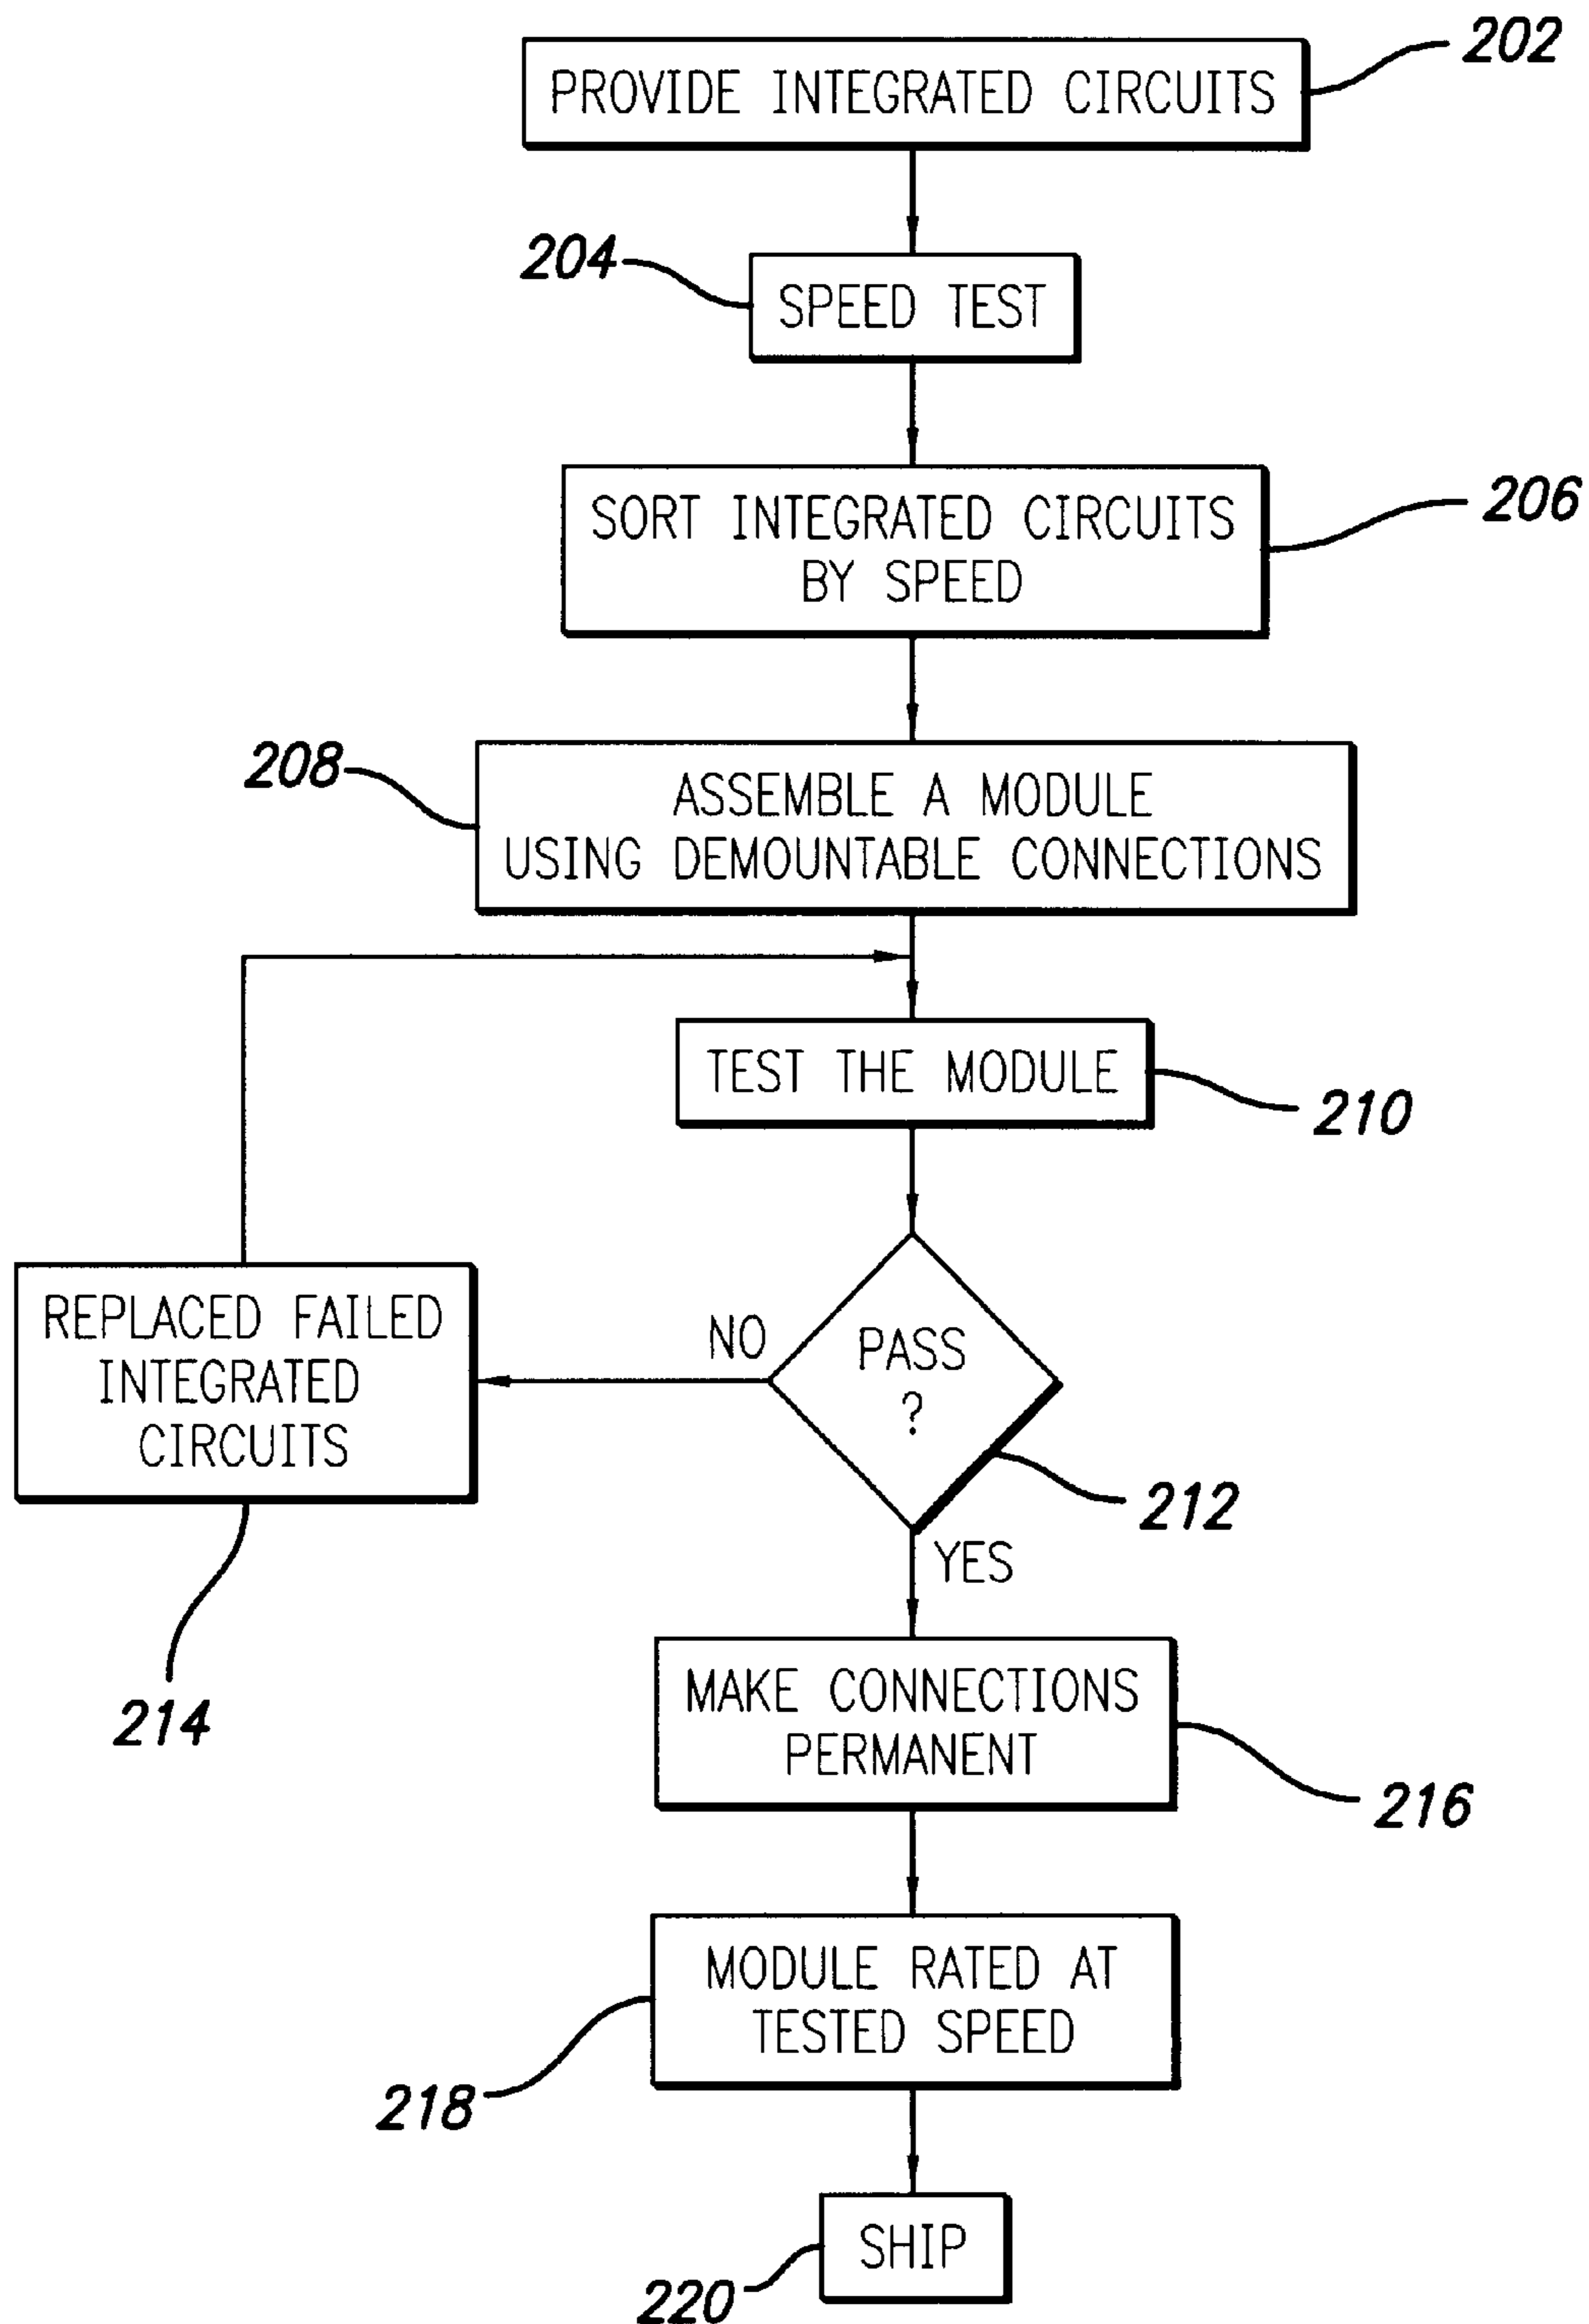 PROVIDE INTEGRATED CIRCUITS
202
204
SPEED TEST
SORT INTEGRATED CIRCUITS
BY SPEED
206
208
ASSEMBLE A MODULE
USING DEMOUNTABLE CONNECTIONS
TEST THE MODULE
210
REPLACED FAILED
INTEGRATED
CIRCUITS
214
NO
PASS
?
212
YES
MAKE CONNECTIONS
PERMANENT
216
MODULE RATED AT
TESTED SPEED
218
SHIP
220